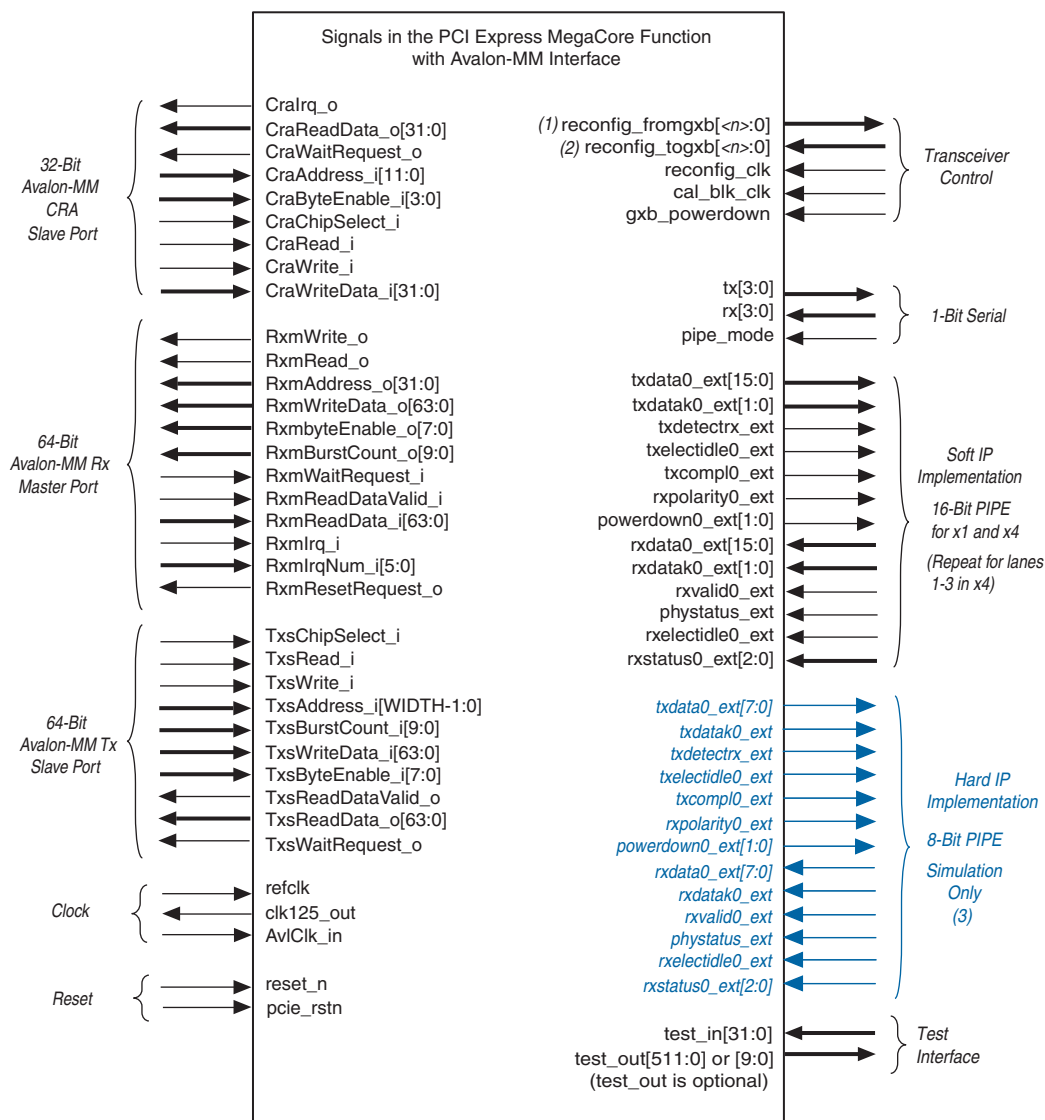 Signals in the PCI Express MegaCore Function
with Avalon-MM Interface
32-Bit
Avalon-MM
CRA
Slave Port
CraIrq_o
CraReadData_o[31:0]
CraWaitRequest_o
CraAddress_i[11:0]
CraByteEnable_i[3:0]
CraChipSelect_i
CraRead_i
CraWrite_i
CraWriteData_i[31:0]
64-Bit
Avalon-MM Rx
Master Port
RxmWrite_o
RxmRead_o
RxmAddress_o[31:0]
RxmWriteData_o[63:0]
RxmbyteEnable_o[7:0]
RxmBurstCount_o[9:0]
RxmWaitRequest_i
RxmReadDataValid_i
RxmReadData_i[63:0]
RxmIrq_i
RxmIrqNum_i[5:0]
RxmResetRequest_o
64-Bit
Avalon-MM Tx
Slave Port
TxsChipSelect_i
TxsRead_i
TxsWrite_i
TxsAddress_i[WIDTH-1:0]
TxsBurstCount_i[9:0]
TxsWriteData_i[63:0]
TxsByteEnable_i[7:0]
TxsReadDataValid_o
TxsReadData_o[63:0]
TxsWaitRequest_o
Clock
refclk
clk125_out
AvlClk_in
Reset
reset_n
pcie_rstn
(1) reconfig_fromgxb[<n>:0]
(2) reconfig_togxb[<n>:0]
reconfig_clk
cal_blk_clk
gxb_powerdown
Transceiver
Control
tx[3:0]
rx[3:0]
pipe_mode
1-Bit Serial
txdata0_ext[15:0]
txdatak0_ext[1:0]
txdetectrx_ext
txelectidle0_ext
txcompl0_ext
rxpolarity0_ext
powerdown0_ext[1:0]
rxdata0_ext[15:0]
rxdatak0_ext[1:0]
rxvalid0_ext
phystatus_ext
rxelectidle0_ext
rxstatus0_ext[2:0]
Soft IP
Implementation
16-Bit PIPE
for x1 and x4
(Repeat for lanes
1-3 in x4)
txdata0_ext[7:0]
txdatak0_ext
txdetectrx_ext
txelectidle0_ext
txcompl0_ext
rxpolarity0_ext
powerdown0_ext[1:0]
rxdata0_ext[7:0]
rxdatak0_ext
rxvalid0_ext
phystatus_ext
rxelectidle0_ext
rxstatus0_ext[2:0]
Hard IP
Implementation
8-Bit PIPE
Simulation
Only
(3)
test_in[31:0]
test_out[511:0] or [9:0]
(test_out is optional)
Test
Interface